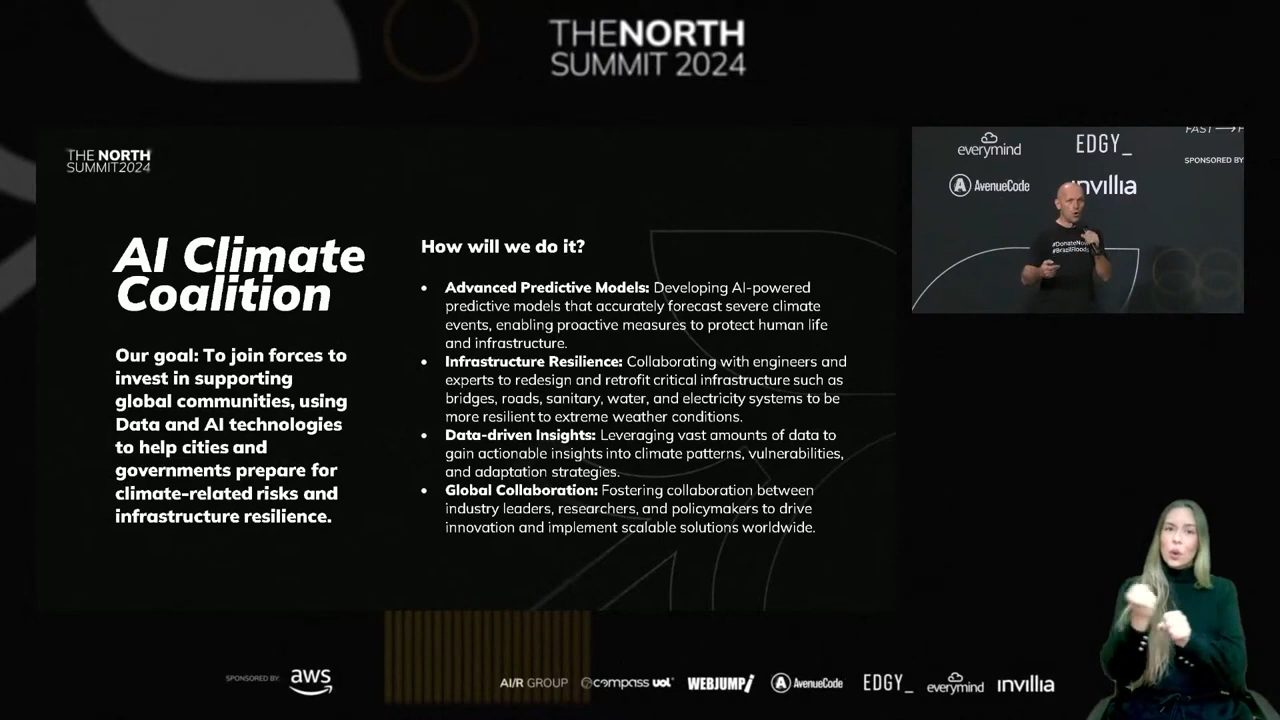 THENORTH
SUMMIT 2024
THE NORTH
SUMMIT2024
AI Climate
Coalition
Our goal: To join forces to
invest in supporting
global communities, using
Data and AI technologies
to help cities and
governments prepare for
climate-related risks and
infrastructure resilience.
How will we do it?
• Advanced Predictive Models: Developing AI-powered
predictive models that accurately forecast severe climate
events, enabling proactive measures to protect human life
and infrastructure.
• Infrastructure Resilience: Collaborating with engineers and
experts to redesign and retrofit critical infrastructure such as
bridges, roads, sanitary, water, and electricity systems to be
more resilient to extreme weather conditions.
• Data-driven Insights: Leveraging vast amounts of data to
gain actionable insights into climate patterns, vulnerabilities,
and adaptation strategies.
• Global Collaboration: Fostering collaboration between
industry leaders, researchers, and policymakers to drive
innovation and implement scalable solutions worldwide.
FAST
everymind
EDGY_
SPONSORED BY
AvenueCode
invillia
SPONSORED BY:
aws
AI/R GROUP
compass uol
WEBJUMP
AvenueCode
EDGY_
everymind
invillia